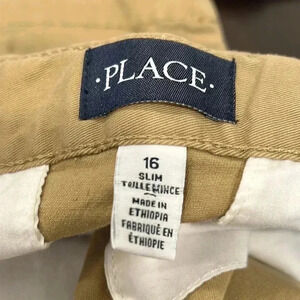 ·PLACE·
16
SLIM
TAILLE MINCE
MADE IN
ETHIOPIA
FABRIQUÉ EN
ÉTHIOPIE